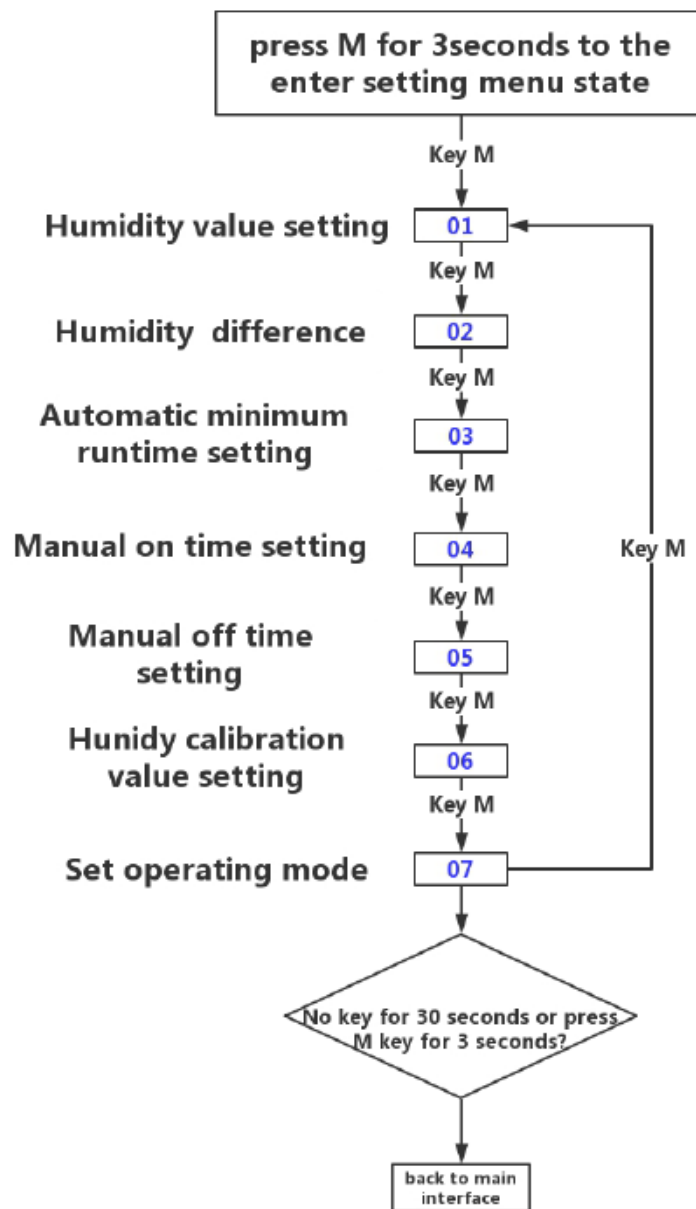 press M for 3seconds to the
enter setting menu state
Key M
Humidity value setting
01
Key M
Humidity difference
02
Key M
Automatic minimum
runtime setting
03
Key M
Manual on time setting
04
Key M
Key M
Manual off time
setting
05
Key M
Hunidy calibration
value setting
06
Key M
Set operating mode
07
No key for 30 seconds or press
M key for 3 seconds?
back to main
interface